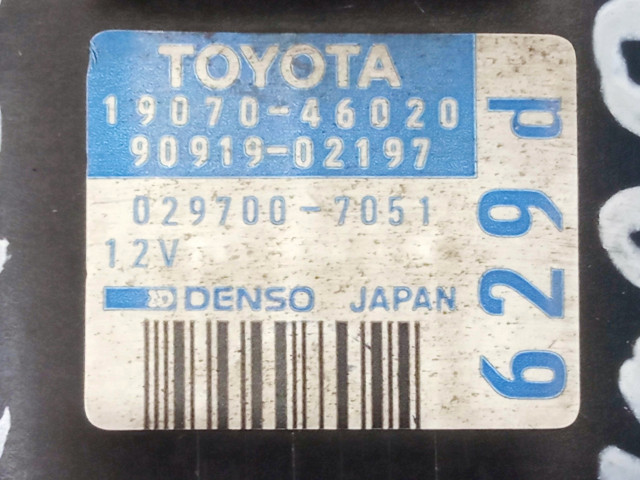 TOYOTA
19070-46020
90919-02197
029700-7051
12V
DENSO JAPAN
629d